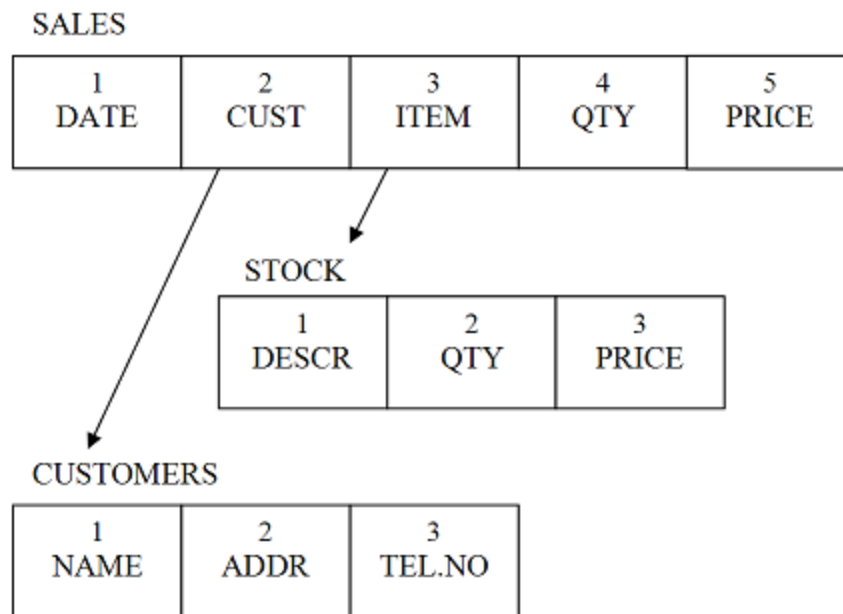 SALES
1 2 3 4 5
DATE CUST ITEM QTY PRICE
STOCK
1 2 3
DESCR QTY PRICE
CUSTOMERS
1 2 3
NAME ADDR TEL.NO